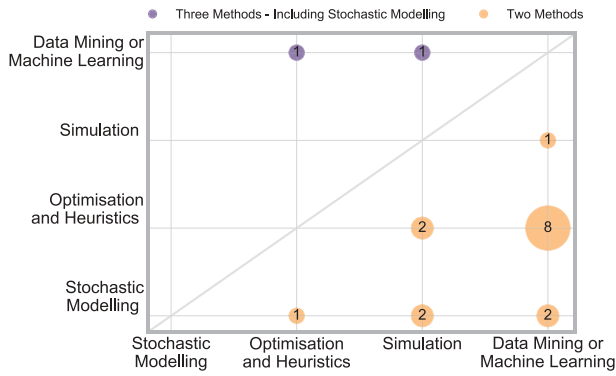 Three Methods - Including Stochastic Modelling
Two Methods
Data Mining or
Machine Learning
1
1
Simulation
1
Optimisation
and Heuristics
2
8
Stochastic
Modelling
1
2
2
Stochastic
Modelling
Optimisation
and Heuristics
Simulation
Data Mining or
Machine Learning